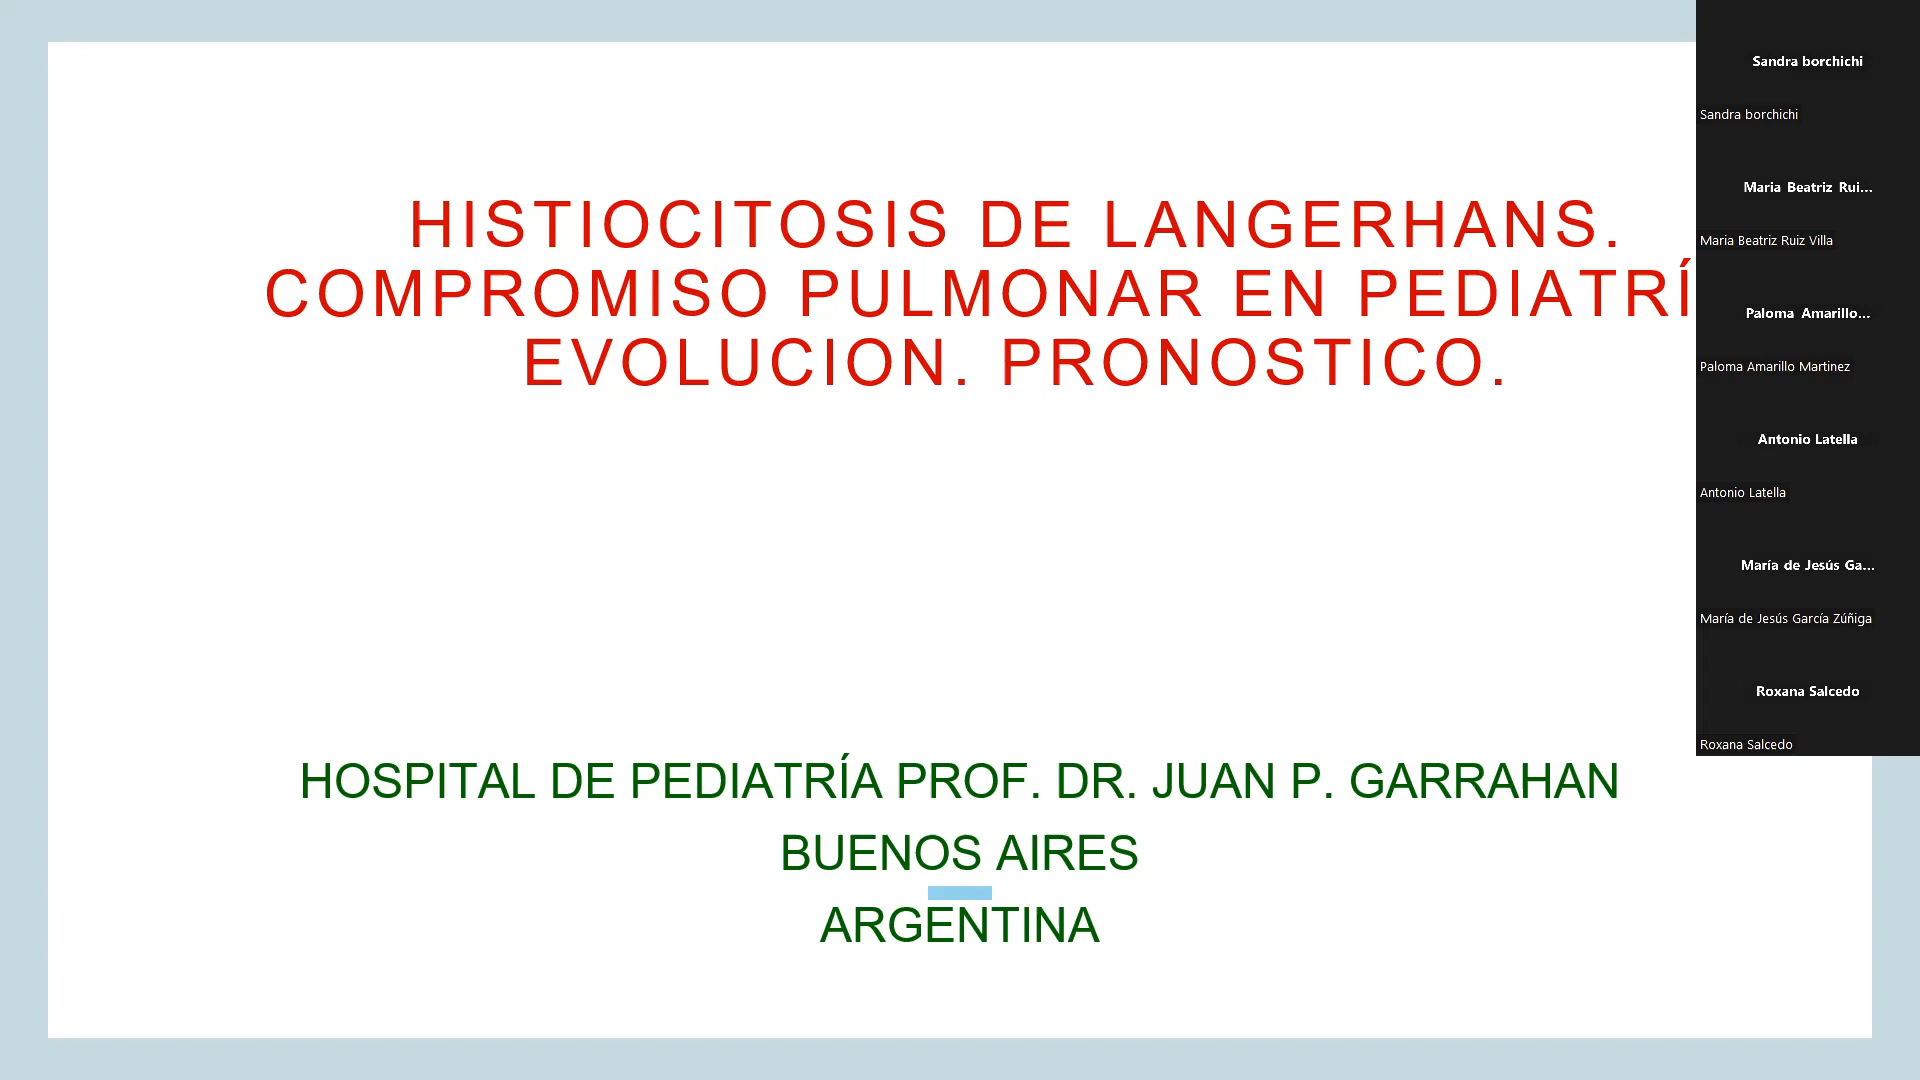 HISTIOCITOSIS DE LANGERHANS.
COMPROMISO PULMONAR EN PEDIATRÍ
EVOLUCION. PRONOSTICO.
HOSPITAL DE PEDIATRÍA PROF. DR. JUAN P. GARRAHAN
BUENOS AIRES
ARGENTINA
Sandra borchichi
Sandra borchichi
Maria Beatriz Rui...
Maria Beatriz Ruiz Villa
Paloma Amarillo...
Paloma Amarillo Martinez
Antonio Latella
Antonio Latella
María de Jesús Ga...
María de Jesús García Zúñiga
Roxana Salcedo
Roxana Salcedo